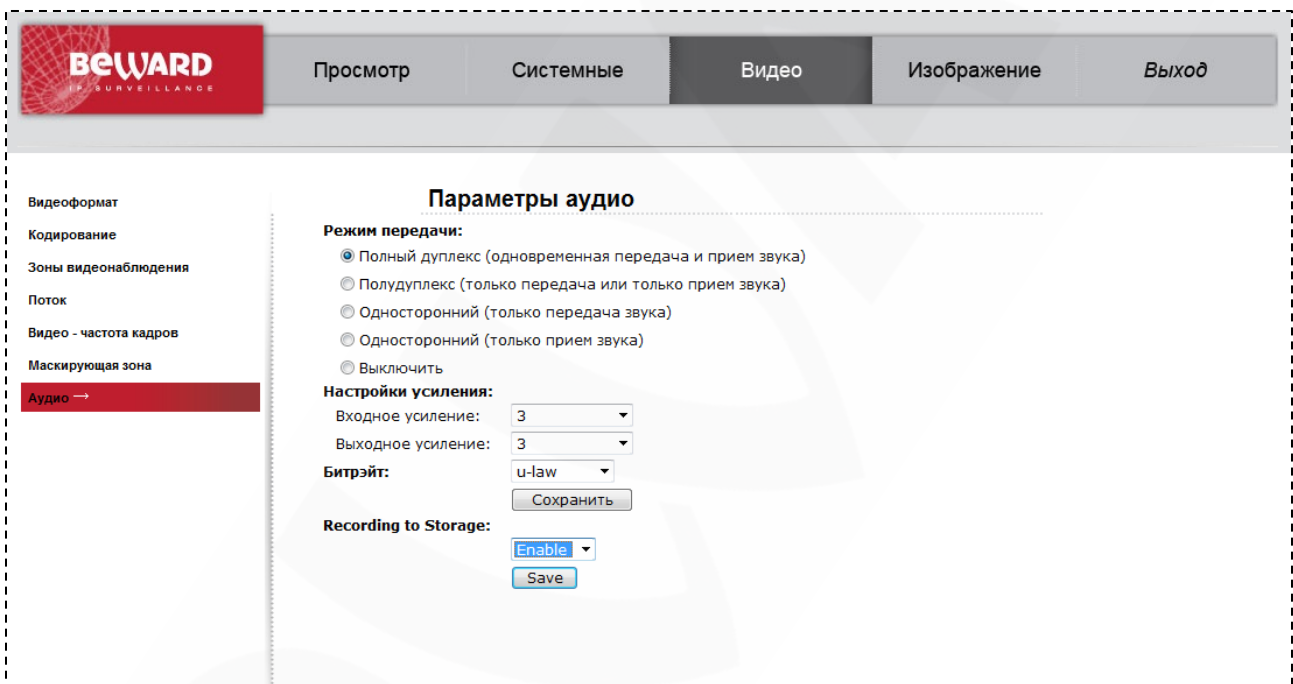 BEWARD
IP SURVEILLANCE
Просмотр
Системные
Видео
Изображение
Выход
Видеоформат
Кодирование
Зоны видеонаблюдения
Поток
Видео - частота кадров
Маскирующая зона
Аудио →
Параметры аудио
Режим передачи:
Полный дуплекс (одновременная передача и прием звука)
Полудуплекс (только передача или только прием звука)
Односторонний (только передача звука)
Односторонний (только прием звука)
Выключить
Настройки усиления:
Входное усиление: 3
Выходное усиление: 3
Битрэйт: u-law
Сохранить
Recording to Storage:
Enable
Save